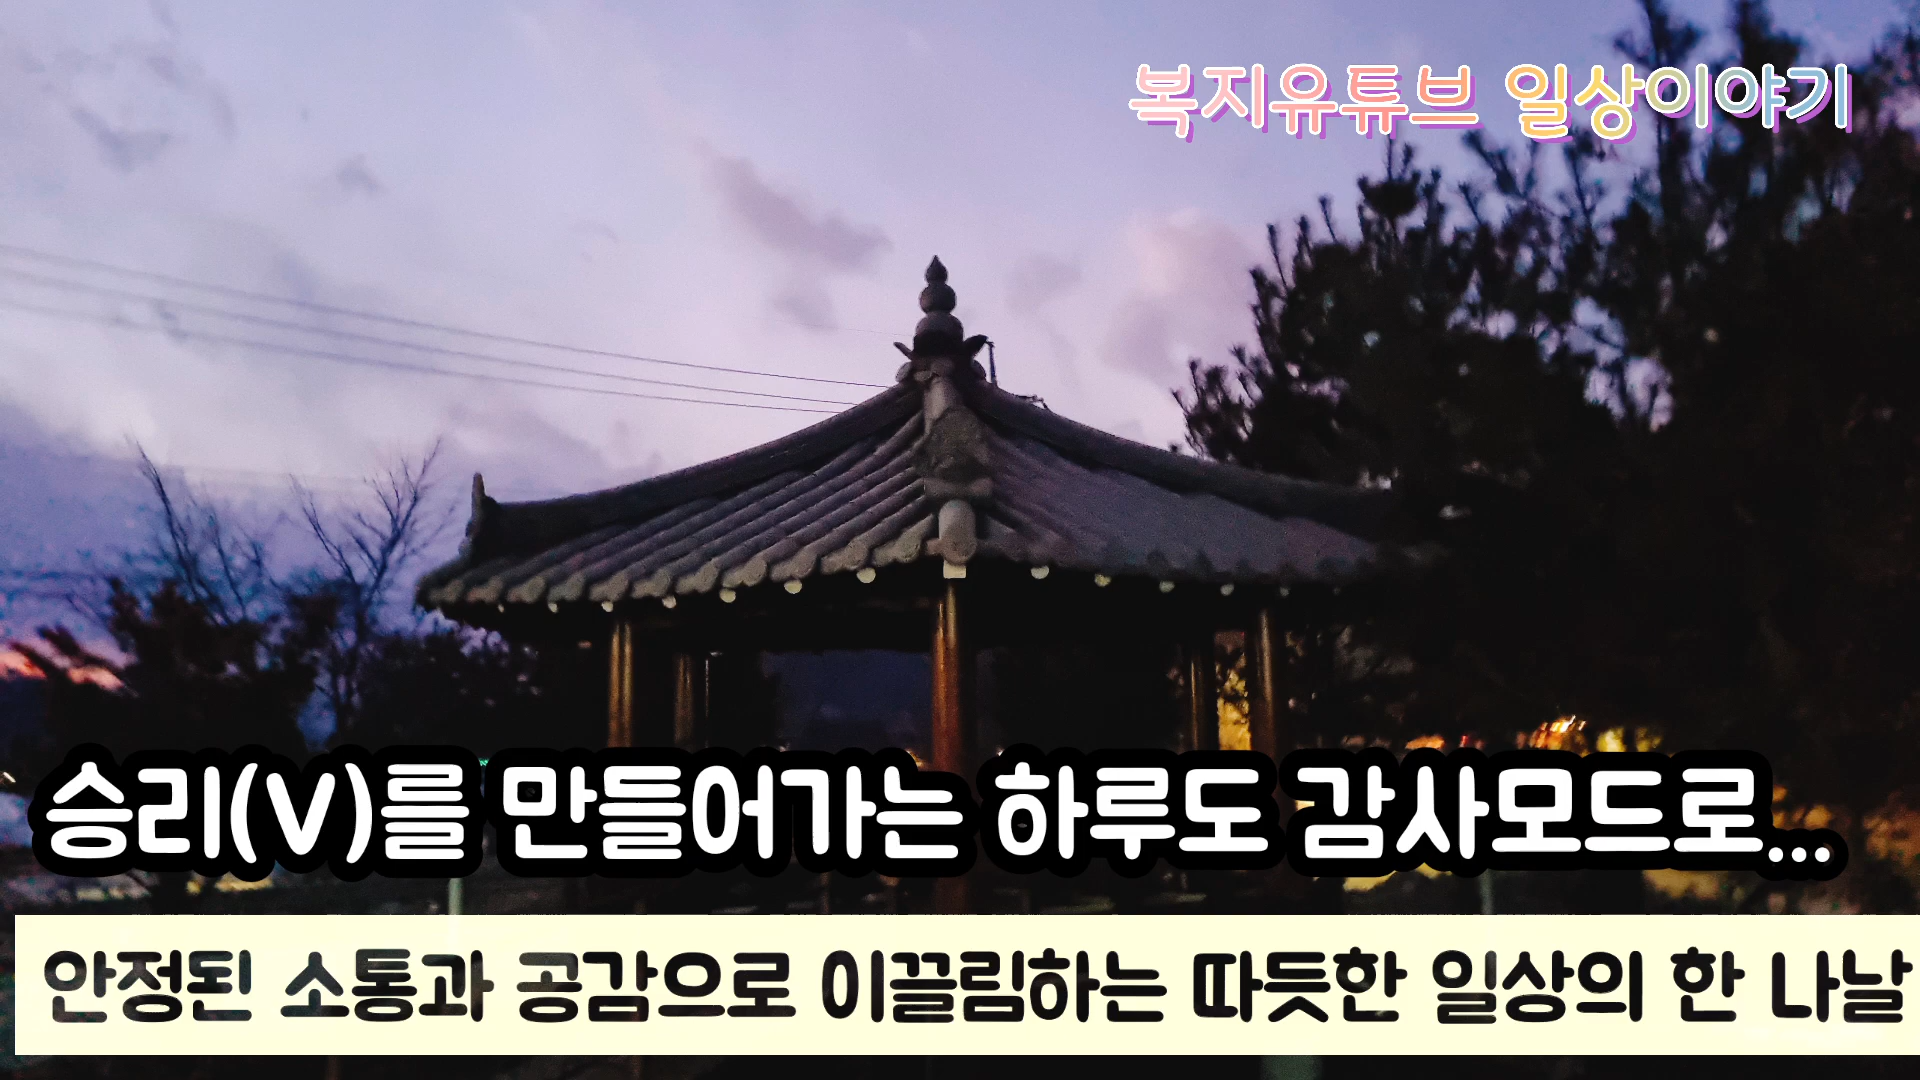 복지유튜브 일상이야기
승리(V)를 만들어가는 하루도 감사모드로...
안정된 소통과 공감으로 이끌림하는 따듯한 일상의 한 나날